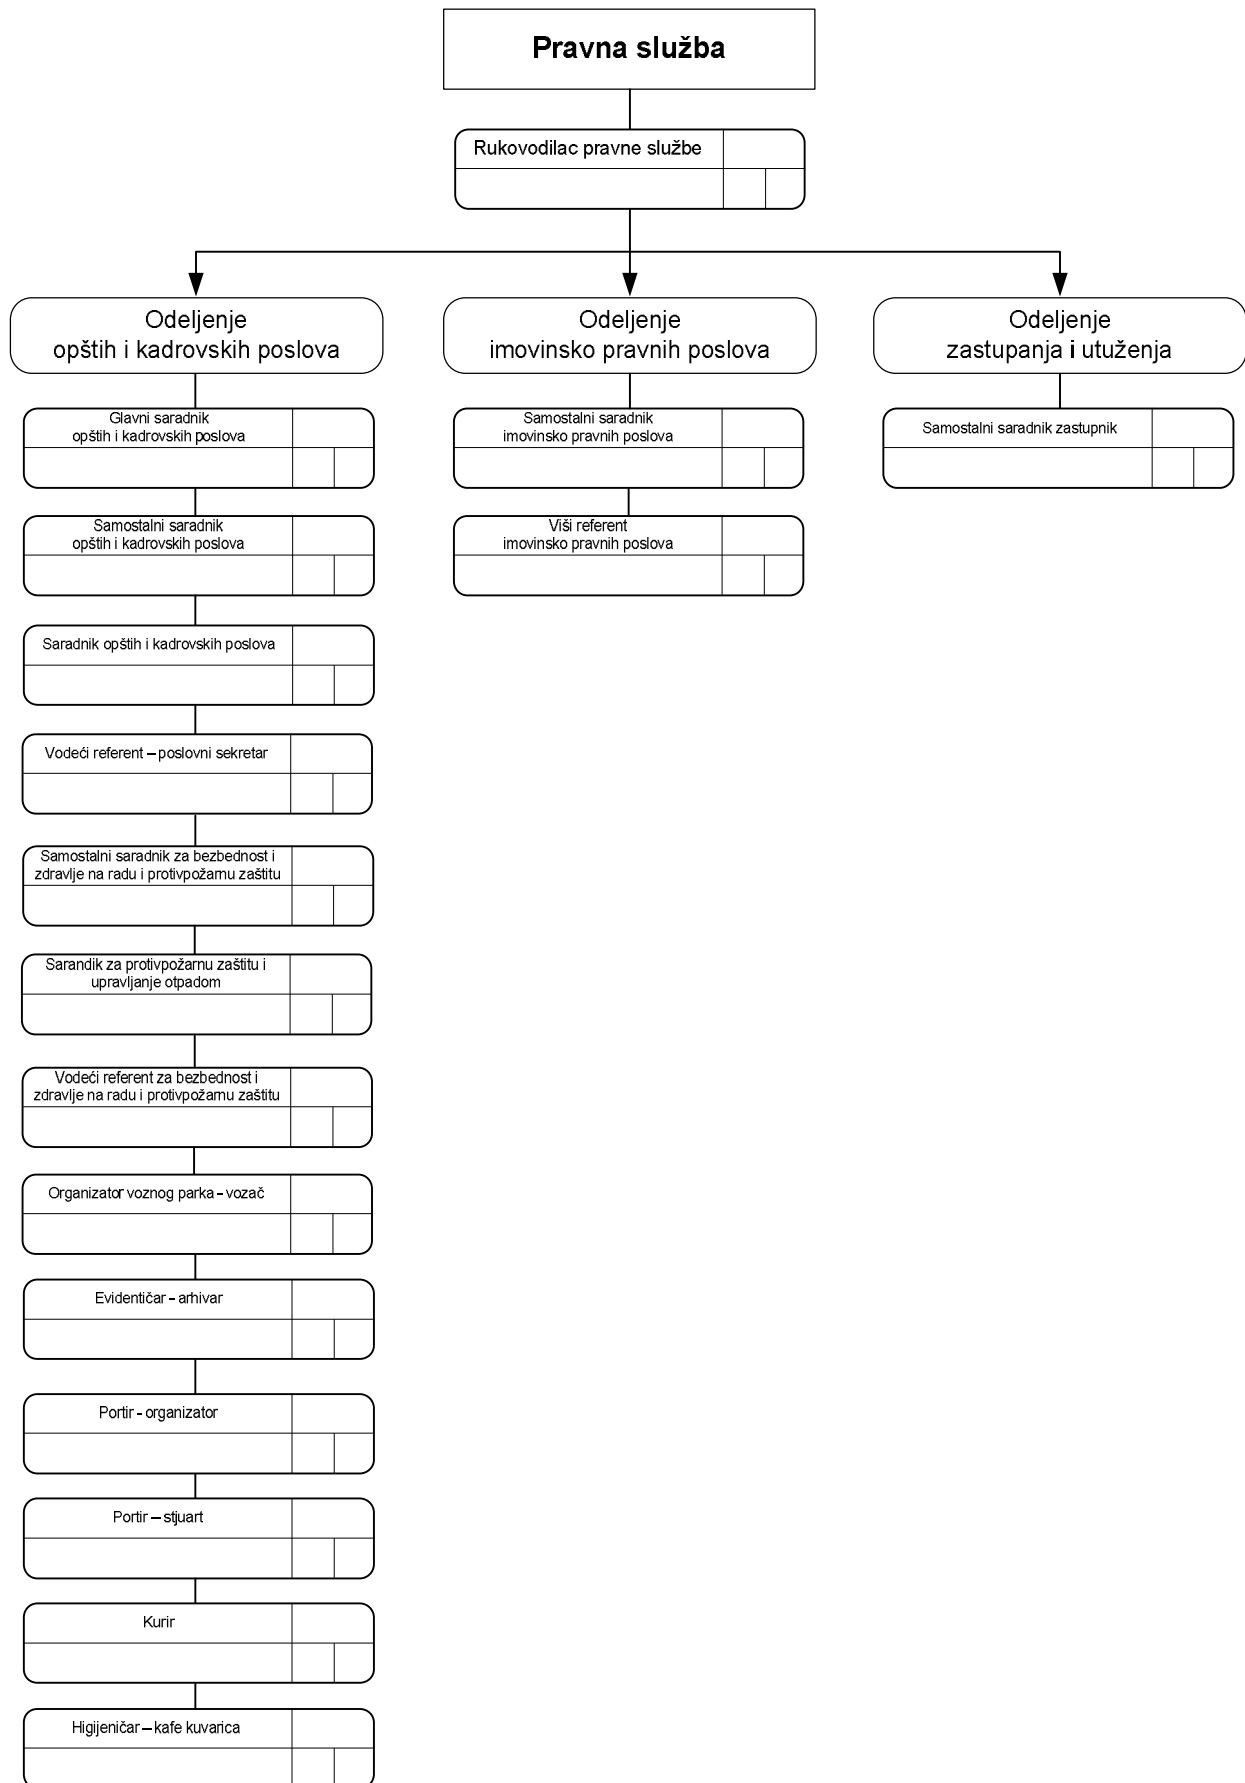 Pravna služba
Rukovodilac pravne službe
Odeljenje
opštih i kadrovskih poslova
Glavni saradnik
opštih i kadrovskih poslova
Samostalni saradnik
opštih i kadrovskih poslova
Saradnik opštih i kadrovskih poslova
Vodeći referent – poslovni sekretar
Samostalni saradnik za bezbednost i
zdravlje na radu i protivpožarnu zaštitu
Sarandik za protivpožarnu zaštitu i
upravljanje otpadom
Vodeći referent za bezbednost i
zdravlje na radu i protivpožarnu zaštitu
Organizator voznog parka - vozač
Evidentičar - arhivar
Portir - organizator
Portir – stjuart
Kurir
Higijeničar – kafe kuvarica
Odeljenje
imovinsko pravnih poslova
Samostalni saradnik
imovinsko pravnih poslova
Viši referent
imovinsko pravnih poslova
Odeljenje
zastupanja i utuženja
Samostalni saradnik zastupnik